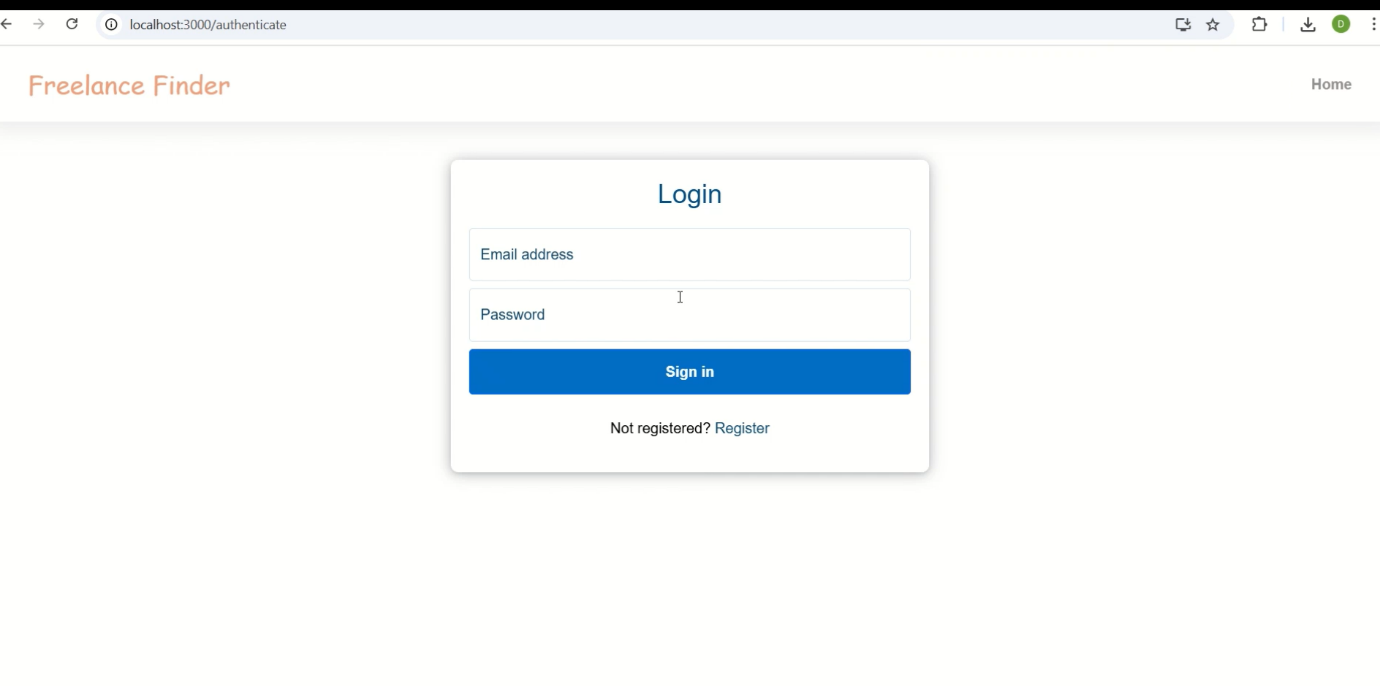 localhost:3000/authenticate
D
Freelance Finder
Home
Login
Email address
Password
Sign in
Not registered? Register